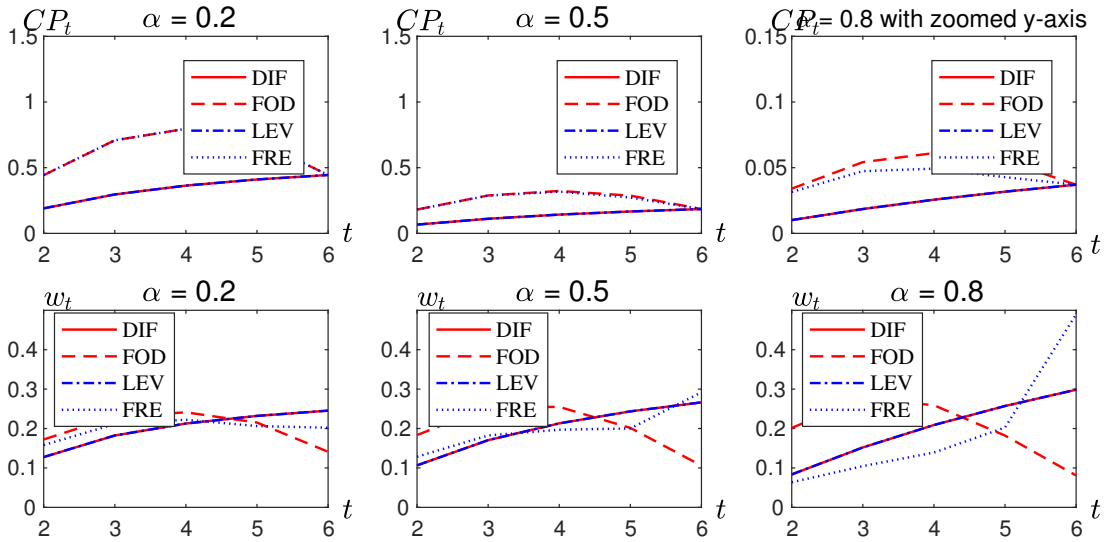 CP_t α = 0.2
1.5
1
0.5
0
2 3 4 5 6 t
DIF
FOD
LEV
FRE
CP_t α = 0.5
1.5
1
0.5
0
2 3 4 5 6 t
DIF
FOD
LEV
FRE
CP_t α = 0.8 with zoomed y-axis
0.15
0.1
0.05
0
2 3 4 5 6 t
DIF
FOD
LEV
FRE
w_t α = 0.2
0.4
0.3
0.2
0.1
0
2 3 4 5 6 t
DIF
FOD
LEV
FRE
w_t α = 0.5
0.4
0.3
0.2
0.1
0
2 3 4 5 6 t
DIF
FOD
LEV
FRE
w_t α = 0.8
0.4
0.3
0.2
0.1
0
2 3 4 5 6 t
DIF
FOD
LEV
FRE